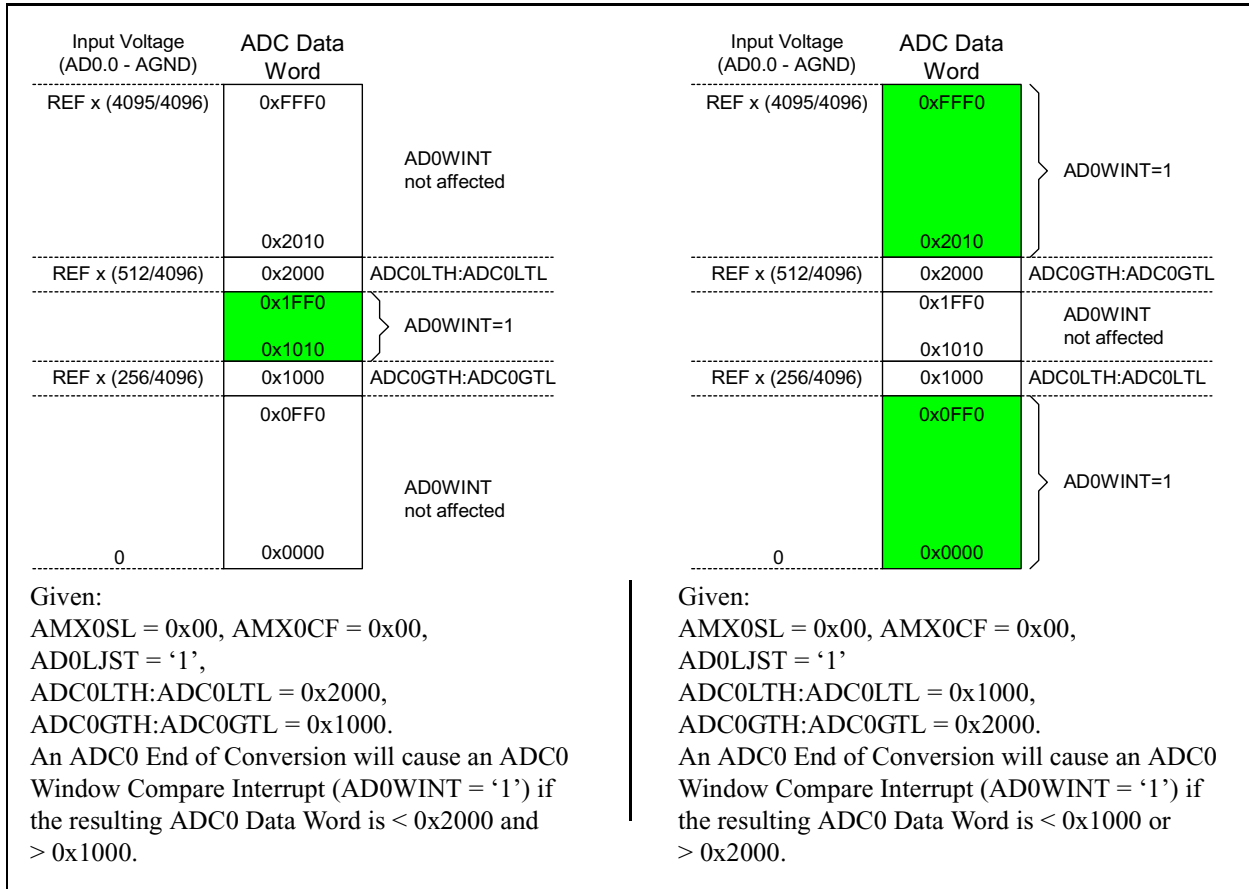 Input Voltage
(AD0.0 - AGND)
ADC Data
Word
REF x (4095/4096)
0xFFF0
AD0WINT
not affected
0x2010
REF x (512/4096)
0x2000
ADC0LTH:ADC0LTL
0x1FF0
AD0WINT=1
0x1010
REF x (256/4096)
0x1000
ADC0GTH:ADC0GTL
0x0FF0
AD0WINT
not affected
0
0x0000
Given:
AMX0SL = 0x00, AMX0CF = 0x00,
AD0LJST = ‘1’,
ADC0LTH:ADC0LTL = 0x2000,
ADC0GTH:ADC0GTL = 0x1000.
An ADC0 End of Conversion will cause an ADC0
Window Compare Interrupt (AD0WINT = ‘1’) if
the resulting ADC0 Data Word is < 0x2000 and
> 0x1000.
Input Voltage
(AD0.0 - AGND)
ADC Data
Word
REF x (4095/4096)
0xFFF0
AD0WINT=1
0x2010
REF x (512/4096)
0x2000
ADC0GTH:ADC0GTL
0x1FF0
AD0WINT
not affected
0x1010
REF x (256/4096)
0x1000
ADC0LTH:ADC0LTL
0x0FF0
AD0WINT=1
0
0x0000
Given:
AMX0SL = 0x00, AMX0CF = 0x00,
AD0LJST = ‘1’
ADC0LTH:ADC0LTL = 0x1000,
ADC0GTH:ADC0GTL = 0x2000.
An ADC0 End of Conversion will cause an ADC0
Window Compare Interrupt (AD0WINT = ‘1’) if
the resulting ADC0 Data Word is < 0x1000 or
> 0x2000.